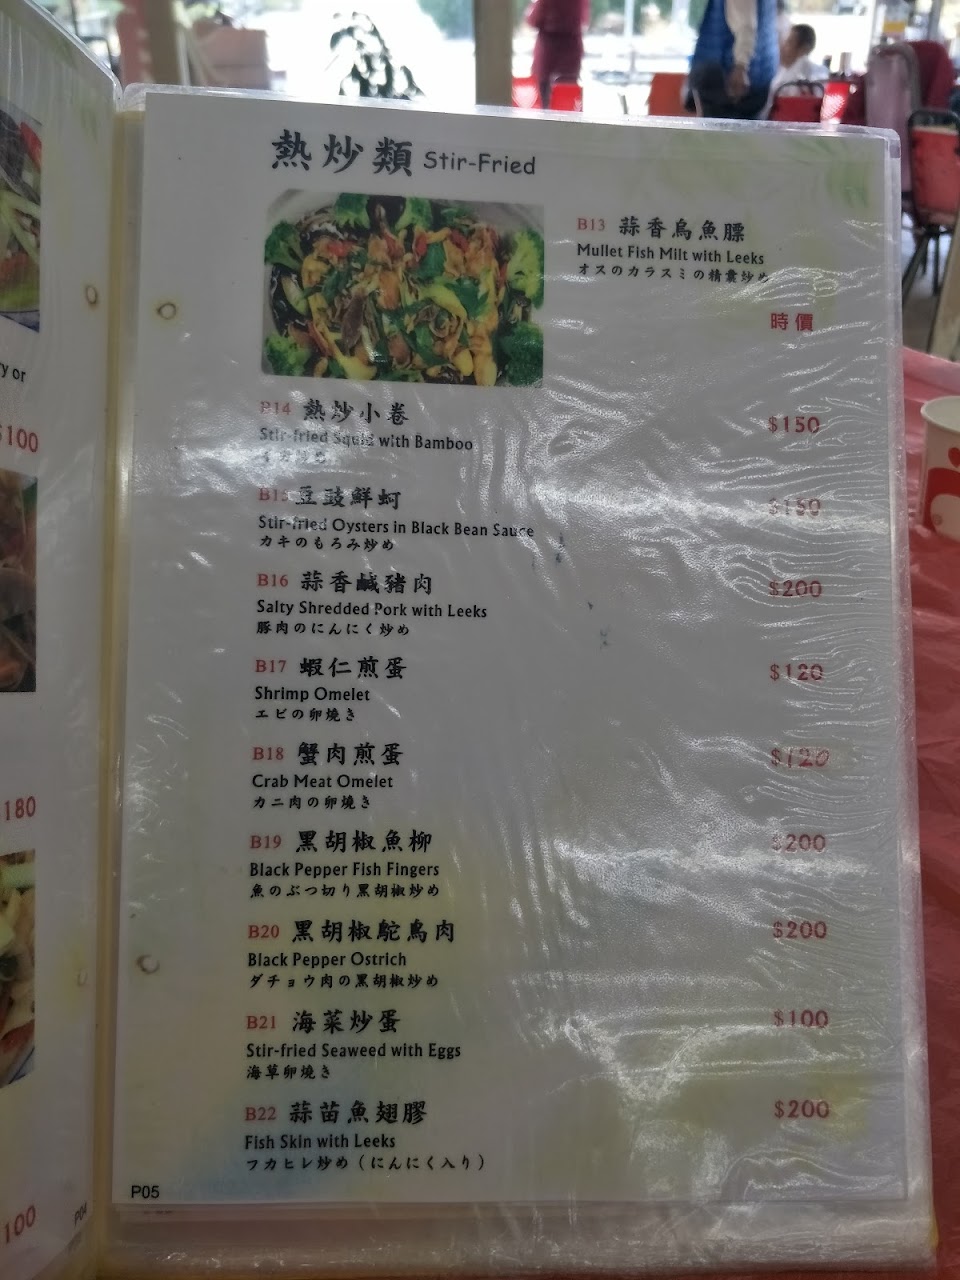 熱炒類 Stir-Fried
B13 蒜香烏魚膘
Mullet Fish Milt with Leeks
オスのカラスミの精囊炒め
時價
B14 熱炒小卷 $150
Stir-fried Squid with Bamboo
イカ炒め
B15 豆豉鮮蚵 $150
Stir-fried Oysters in Black Bean Sauce
カキのもろみ炒め
B16 蒜香鹹豬肉 $200
Salty Shredded Pork with Leeks
豚肉のにんにく炒め
B17 蝦仁煎蛋 $120
Shrimp Omelet
エビの卵焼き
B18 蟹肉煎蛋 $120
Crab Meat Omelet
カニ肉の卵焼き
B19 黑胡椒魚柳 $200
Black Pepper Fish Fingers
魚のぶつ切り黒胡椒炒め
B20 黑胡椒鴕鳥肉 $200
Black Pepper Ostrich
ダチョウ肉の黒胡椒炒め
B21 海菜炒蛋 $100
Stir-fried Seaweed with Eggs
海草卵焼き
B22 蒜苗魚翅膠 $200
Fish Skin with Leeks
フカヒレ炒め（にんにく入り）
P05
y or
$100
180
100
P04